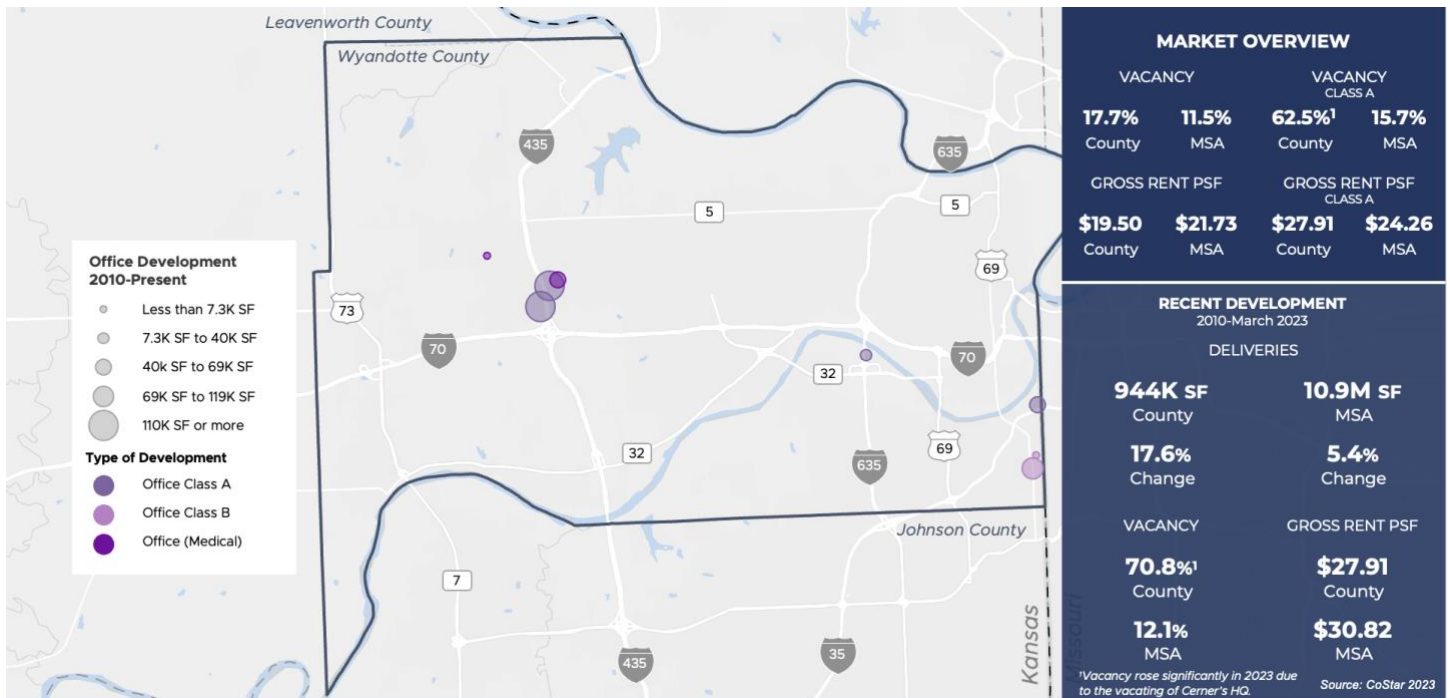 Leavenworth County
Wyandotte County
435
635
5
5
69
73
70
70
32
32
69
635
Johnson County
7
435
35
Kansas
Missouri
Office Development
2010-Present
Less than 7.3K SF
7.3K SF to 40K SF
40k SF to 69K SF
69K SF to 119K SF
110K SF or more
Type of Development
Office Class A
Office Class B
Office (Medical)
MARKET OVERVIEW
VACANCY
17.7% 11.5%
County MSA
VACANCY
CLASS A
62.5%¹ 15.7%
County MSA
GROSS RENT PSF
$19.50 $21.73
County MSA
GROSS RENT PSF
CLASS A
$27.91 $24.26
County MSA
RECENT DEVELOPMENT
2010-March 2023
DELIVERIES
944K SF 10.9M SF
County MSA
17.6% 5.4%
Change Change
VACANCY GROSS RENT PSF
70.8%¹ $27.91
County County
12.1% $30.82
MSA MSA
¹Vacancy rose significantly in 2023 due
to the vacating of Cerner's HQ.
Source: CoStar 2023